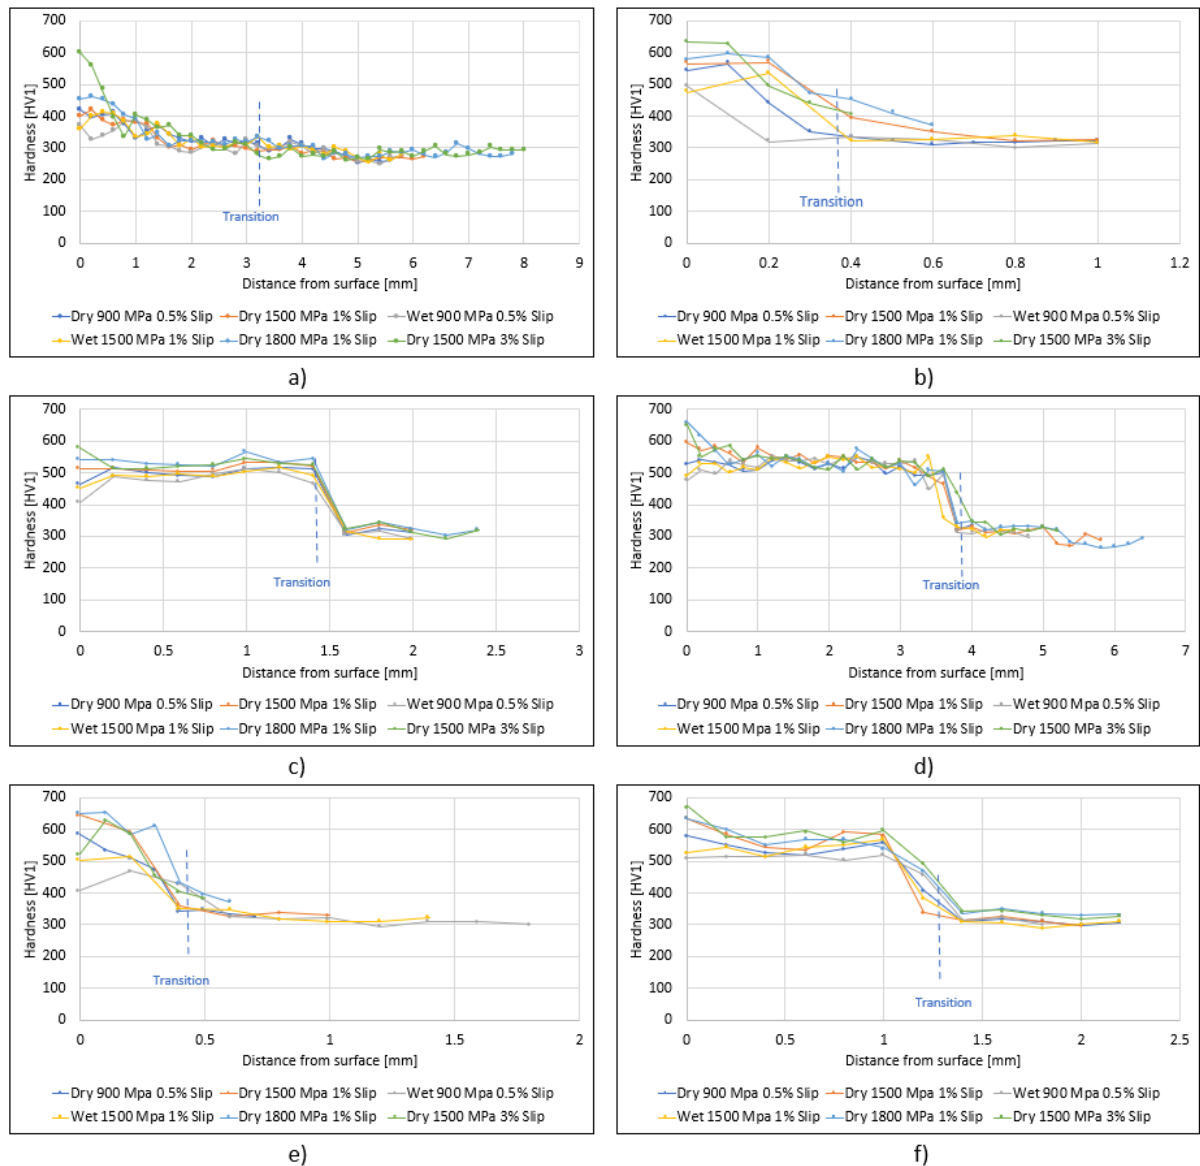 700
600
500
400
300
200
100
0
Hardness [HV1]
Transition
0 1 2 3 4 5 6 7 8 9
Distance from surface [mm]
Dry 900 MPa 0.5% Slip Dry 1500 MPa 1% Slip Wet 900 MPa 0.5% Slip
Wet 1500 MPa 1% Slip Dry 1800 MPa 1% Slip Dry 1500 MPa 3% Slip
a)
700
600
500
400
300
200
100
0
Hardness [HV1]
Transition
0 0.2 0.4 0.6 0.8 1 1.2
Distance from surface [mm]
Dry 900 MPa 0.5% Slip Dry 1500 MPa 1% Slip Wet 900 MPa 0.5% Slip
Wet 1500 MPa 1% Slip Dry 1800 MPa 1% Slip Dry 1500 MPa 3% Slip
b)
700
600
500
400
300
200
100
0
Hardness [HV1]
Transition
0 0.5 1 1.5 2 2.5 3
Distance from surface [mm]
Dry 900 Mpa 0.5% Slip Dry 1500 Mpa 1% Slip Wet 900 Mpa 0.5% Slip
Wet 1500 Mpa 1% Slip Dry 1800 MPa 1% Slip Dry 1500 MPa 3% Slip
c)
700
600
500
400
300
200
100
0
Hardness [HV1]
Transition
0 1 2 3 4 5 6 7
Distance from surface [mm]
Dry 900 Mpa 0.5% Slip Dry 1500 Mpa 1% Slip Wet 900 Mpa 0.5% Slip
Wet 1500 Mpa 1% Slip Dry 1800 MPa 1% Slip Dry 1500 MPa 3% Slip
d)
700
600
500
400
300
200
100
0
Hardness [HV1]
Transition
0 0.5 1 1.5 2
Distance from surface [mm]
Dry 900 Mpa 0.5% Slip Dry 1500 Mpa 1% Slip Wet 900 Mpa 0.5% Slip
Wet 1500 Mpa 1% Slip Dry 1800 MPa 1% Slip Dry 1500 MPa 3% Slip
e)
700
600
500
400
300
200
100
0
Hardness [HV1]
Transition
0 0.5 1 1.5 2 2.5
Distance from surface [mm]
Dry 900 Mpa 0.5% Slip Dry 1500 Mpa 1% Slip Wet 900 Mpa 0.5% Slip
Wet 1500 Mpa 1% Slip Dry 1800 MPa 1% Slip Dry 1500 MPa 3% Slip
f)